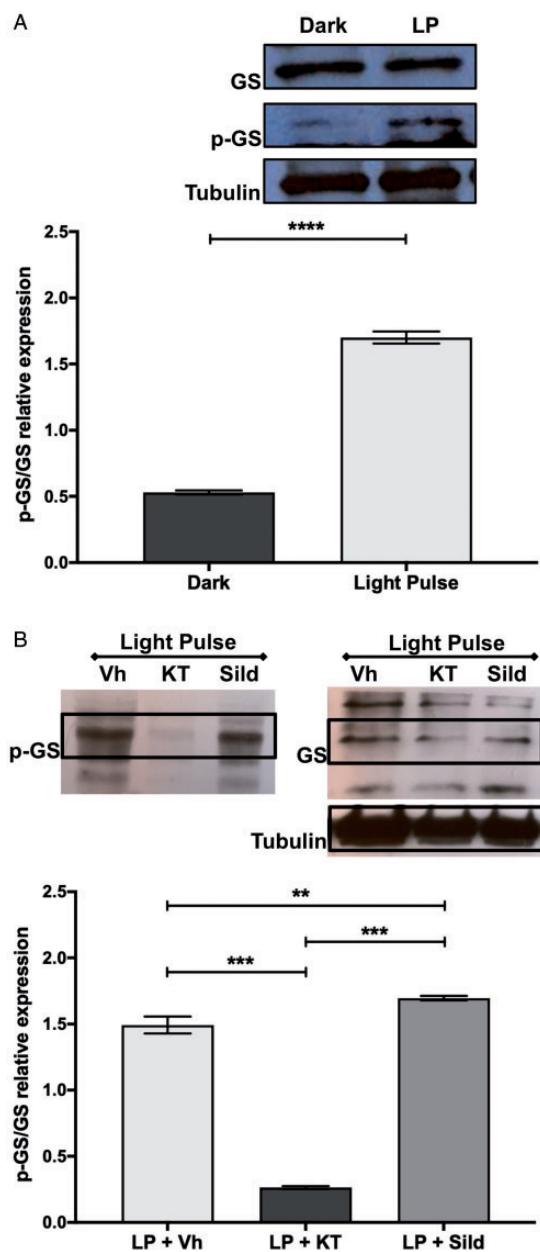 A
Dark LP
GS
p-GS
Tubulin
2.5
2.0
1.5
1.0
0.5
0.0
p-GS/GS relative expression
****
Dark Light Pulse
B
Light Pulse Light Pulse
Vh KT Sild Vh KT Sild
p-GS GS
Tubulin
2.5
2.0
1.5
1.0
0.5
0.0
p-GS/GS relative expression
**
***
***
LP + Vh LP + KT LP + Sild